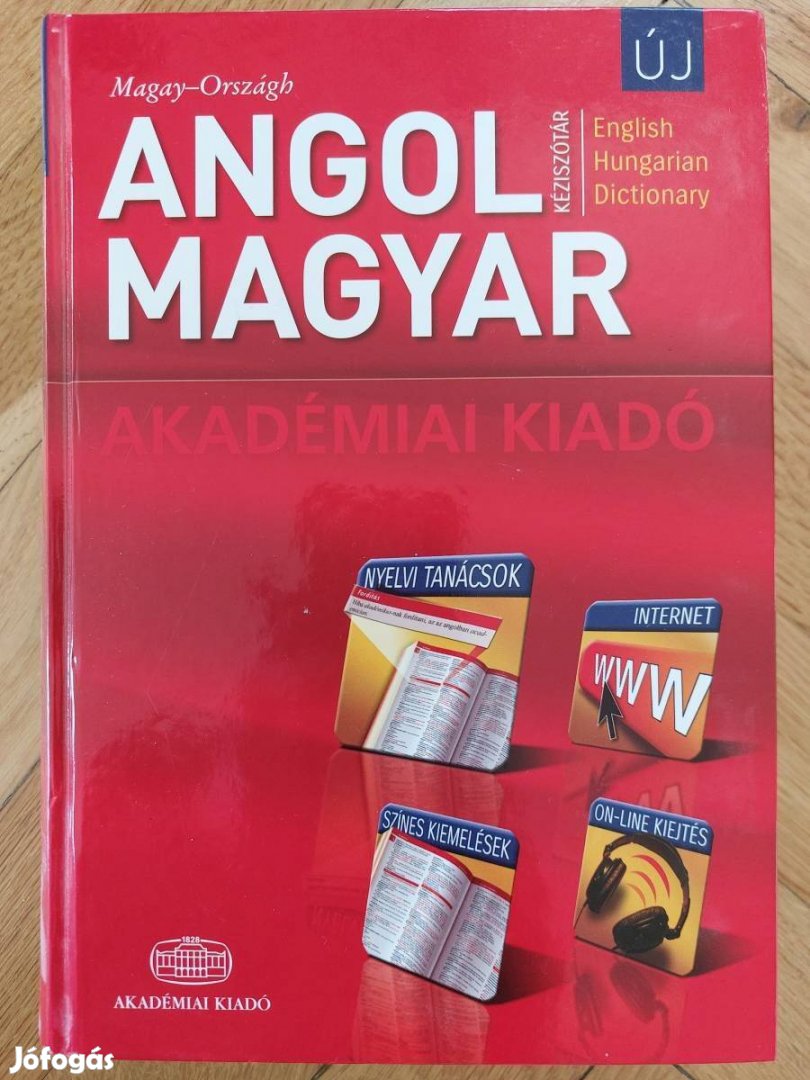 ÚJ
Magay–Országh
ANGOL
MAGYAR
KÉZISZÓTÁR
English
Hungarian
Dictionary
AKADÉMIAI KIADÓ
NYELVI TANÁCSOK
Fordítás
INTERNET
WWW
SZÍNES KIEMELÉSEK
ON-LINE KIEJTÉS
1828
AKADÉMIAI KIADÓ
Jófogás